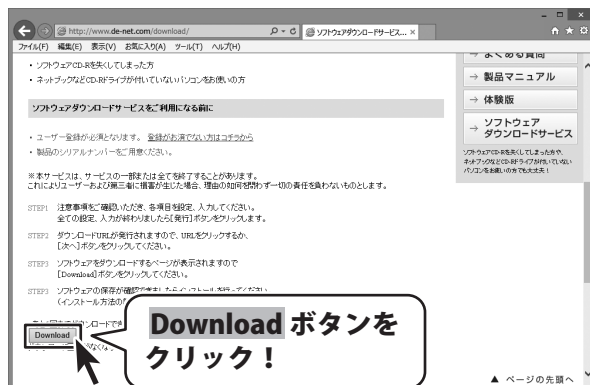 http://www.de-net.com/download/
ソフトウェアダウンロードサービス...
ファイル(F) 編集(E) 表示(V) お気に入り(A) ツール(T) ヘルプ(H)
・ ソフトウェアCD-Rを失くしてしまった方
・ ネットブックなどCD-Rドライブが付いていないパソコンをお使いの方
ソフトウェアダウンロードサービスをご利用になる前に
・ ユーザー登録が必須となります。 登録がお済でない方はコチラから
・ 製品のシリアルナンバーをご用意ください。
※本サービスは、サービスの一部または全てを終了することがあります。
これによりユーザーおよび第三者に損害が生じた場合、理由の如何を問わず一切の責任を負わないものとします。
STEP1 注意事項をご確認いただき、各項目を設定、入力してください。
全ての設定、入力が終わりましたら[発行]ボタンをクリックします。
STEP2 ダウンロードURLが発行されますので、URLをクリックするか、
[次へ]ボタンをクリックしてください。
STEP3 ソフトウェアをダウンロードするページが表示されますので
[Download]ボタンをクリックしてください。
STEP3 ソフトウェアの保存が確認できましたらインストールを行ってください
(インストール方法の
Download
Download ボタンを
クリック！
→ よくある質問
→ 製品マニュアル
→ 体験版
→ ソフトウェア
ダウンロードサービス
ソフトウェアCD-Rを失くしてしまった方や、
ネットブックなどCD-Rドライブが付いていない
パソコンをお使いの方でも大丈夫！
▲ ページの先頭へ